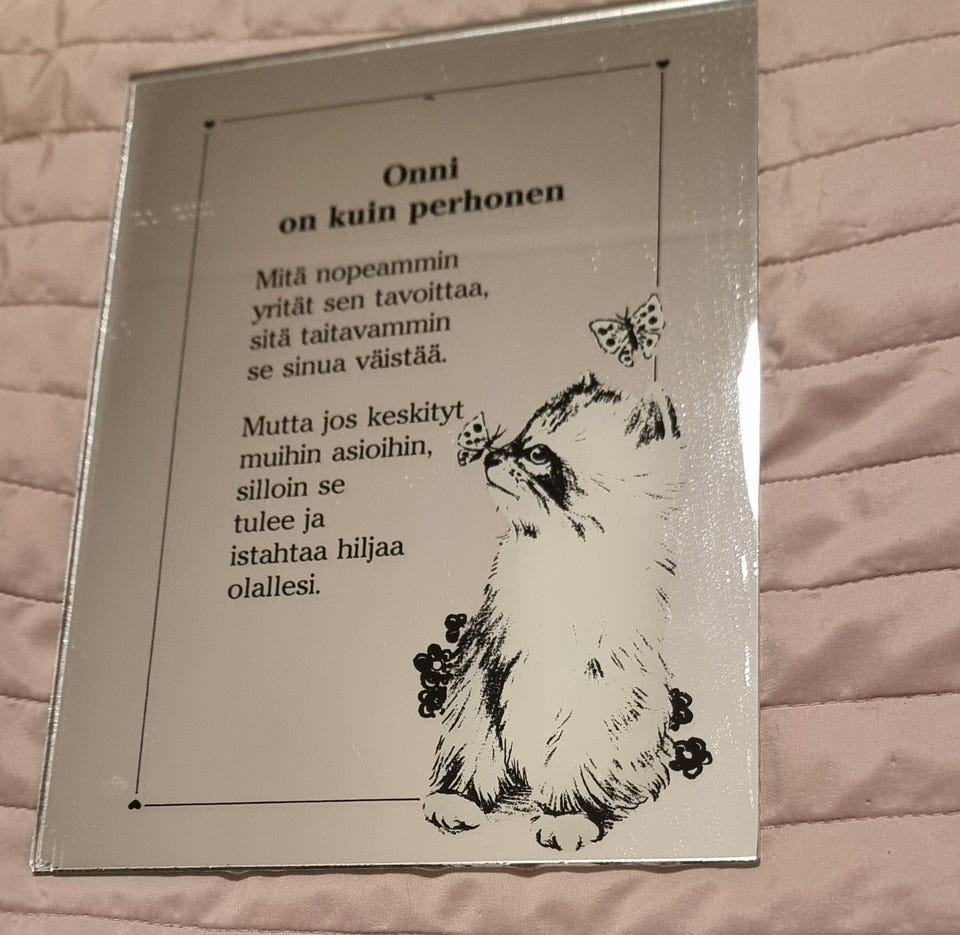 Onni
on kuin perhonen
Mitä nopeammin
yrität sen tavoittaa,
sitä taitavammin
se sinua väistää.
Mutta jos keskityt
muihin asioihin,
silloin se
tulee ja
istahtaa hiljaa
olallesi.